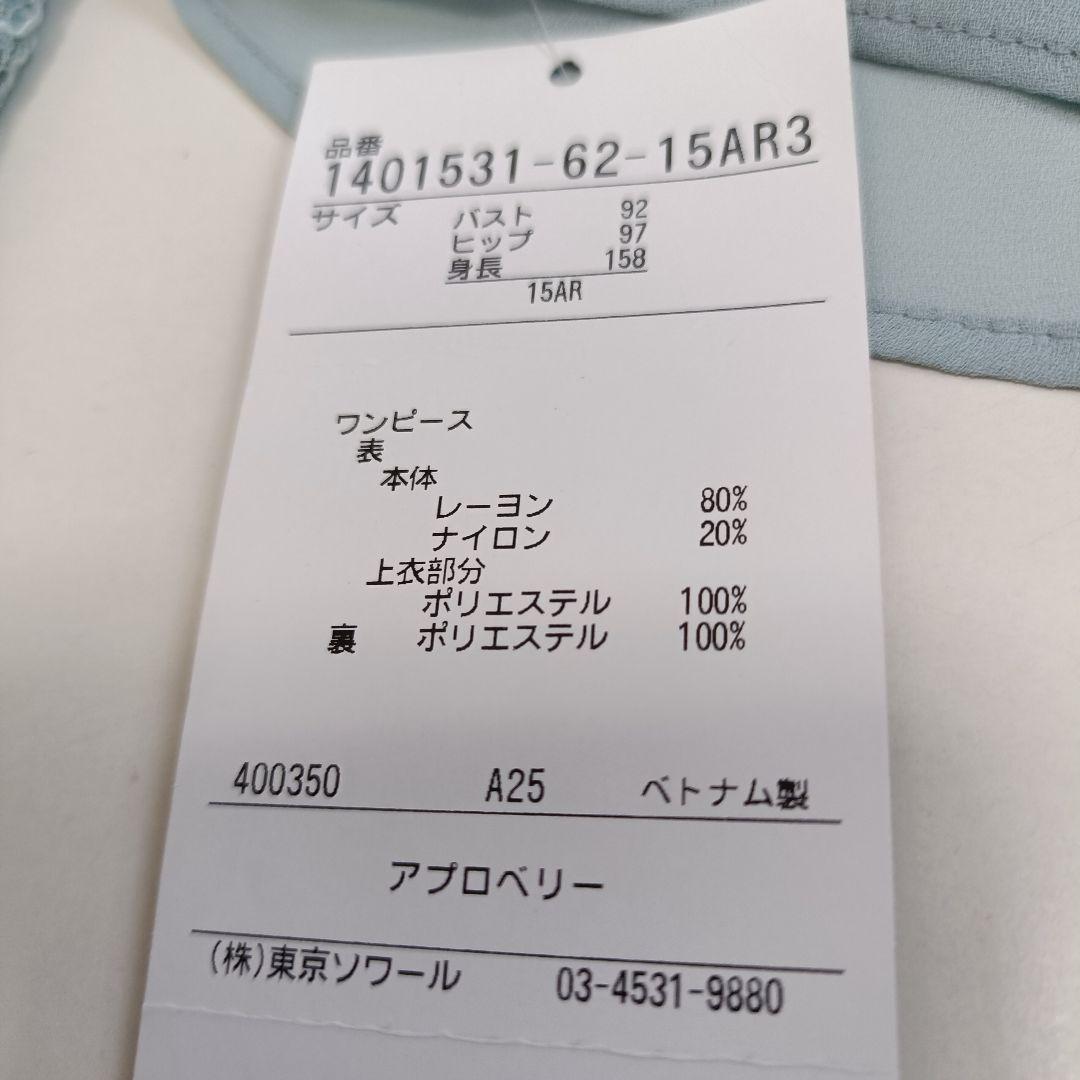 品番
1401531-62-15AR3
サイズ バスト 92
ヒップ 97
身長 158
15AR
ワンピース
表
本体
レーヨン 80%
ナイロン 20%
上衣部分
ポリエステル 100%
裏 ポリエステル 100%
400350 A25 ベトナム製
アプロベリー
(株)東京ソワール 03-4531-9880